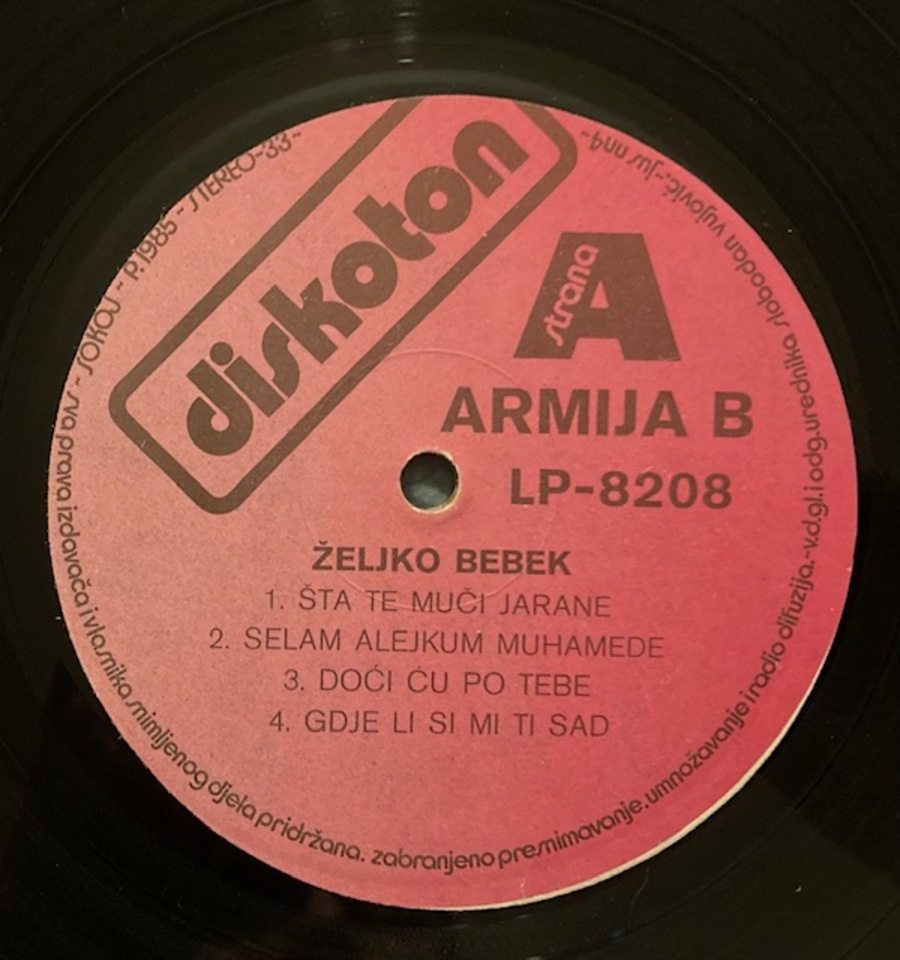 diskoton
strana
A
ARMIJA B
LP-8208
ŽELJKO BEBEK
1. ŠTA TE MUČI JARANE
2. SELAM ALEJKUM MUHAMEDE
3. DOĆI ĆU PO TEBE
4. GDJE LI SI MI TI SAD
sva prava izdavača i vlasnika snimljenog djela pridržana. zabranjeno presnimavanje. umnožavanje i radio difuzija.-v.d.gl. i odg. urednika slobodan vujović.-jus nn4-
SOKOJ - P.1985 - STEREO-33-